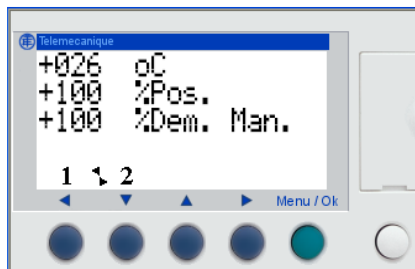 Telemecanique
+026 oC
+100 %Pos.
+100 %Dem. Man.
1 2
Menu / Ok